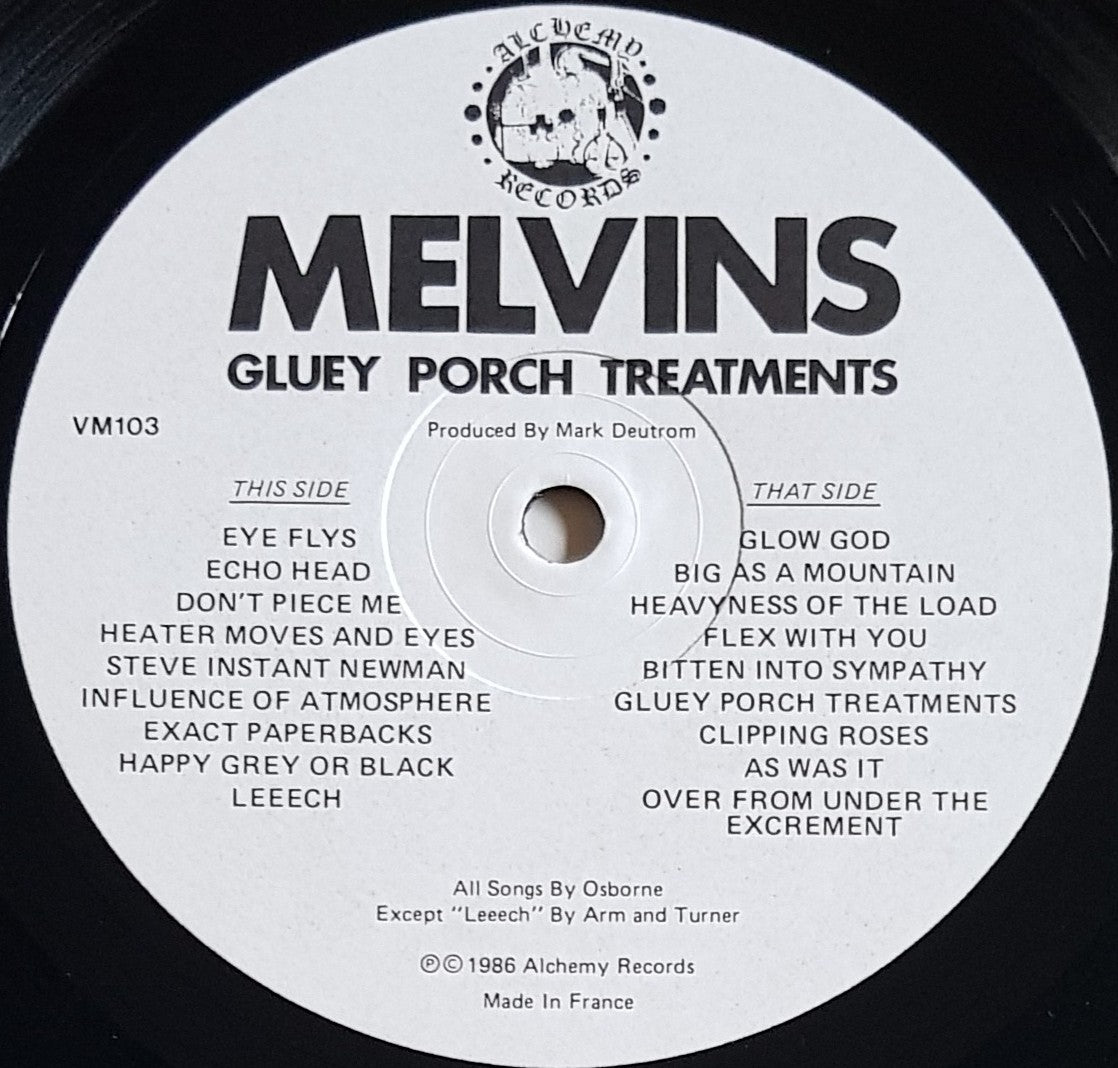 ALCHEMY
RECORDS
MELVINS
GLUEY PORCH TREATMENTS
VM103
Produced By Mark Deutrom
THIS SIDE
EYE FLYS
ECHO HEAD
DON'T PIECE ME
HEATER MOVES AND EYES
STEVE INSTANT NEWMAN
INFLUENCE OF ATMOSPHERE
EXACT PAPERBACKS
HAPPY GREY OR BLACK
LEEECH
THAT SIDE
GLOW GOD
BIG AS A MOUNTAIN
HEAVYNESS OF THE LOAD
FLEX WITH YOU
BITTEN INTO SYMPATHY
GLUEY PORCH TREATMENTS
CLIPPING ROSES
AS WAS IT
OVER FROM UNDER THE
EXCREMENT
All Songs By Osborne
Except "Leeech" By Arm and Turner
℗© 1986 Alchemy Records
Made In France